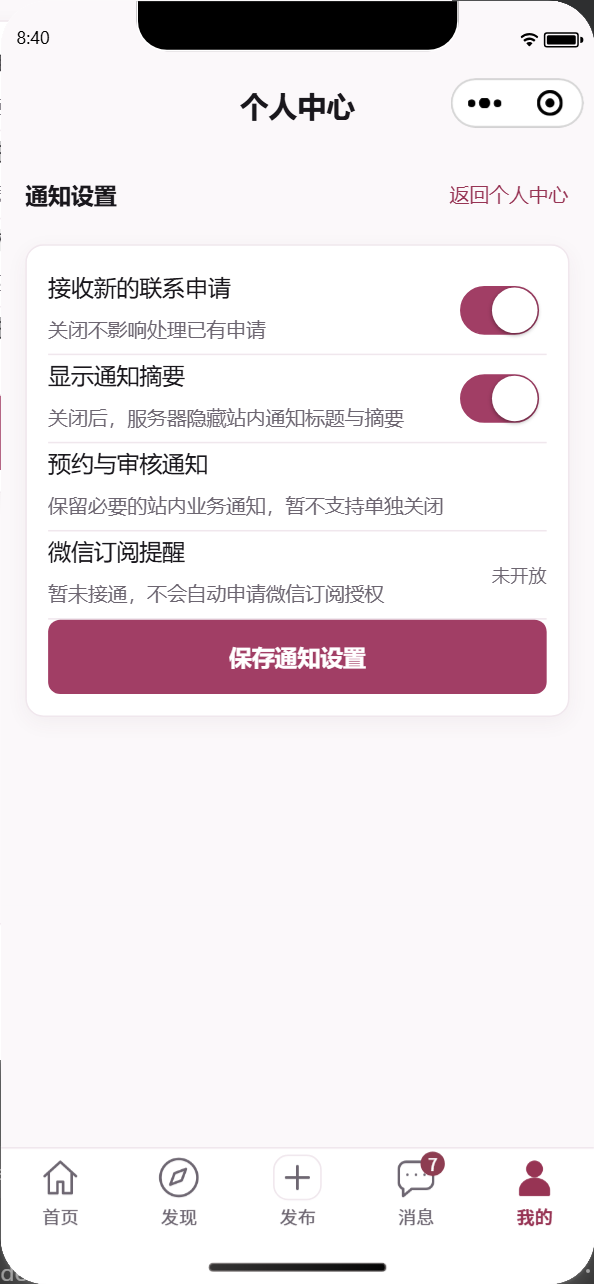 8:40
个人中心
通知设置
返回个人中心
接收新的联系申请
关闭不影响处理已有申请
显示通知摘要
关闭后，服务器隐藏站内通知标题与摘要
预约与审核通知
保留必要的站内业务通知，暂不支持单独关闭
微信订阅提醒
未开放
暂未接通，不会自动申请微信订阅授权
保存通知设置
7
首页
发现
发布
消息
我的